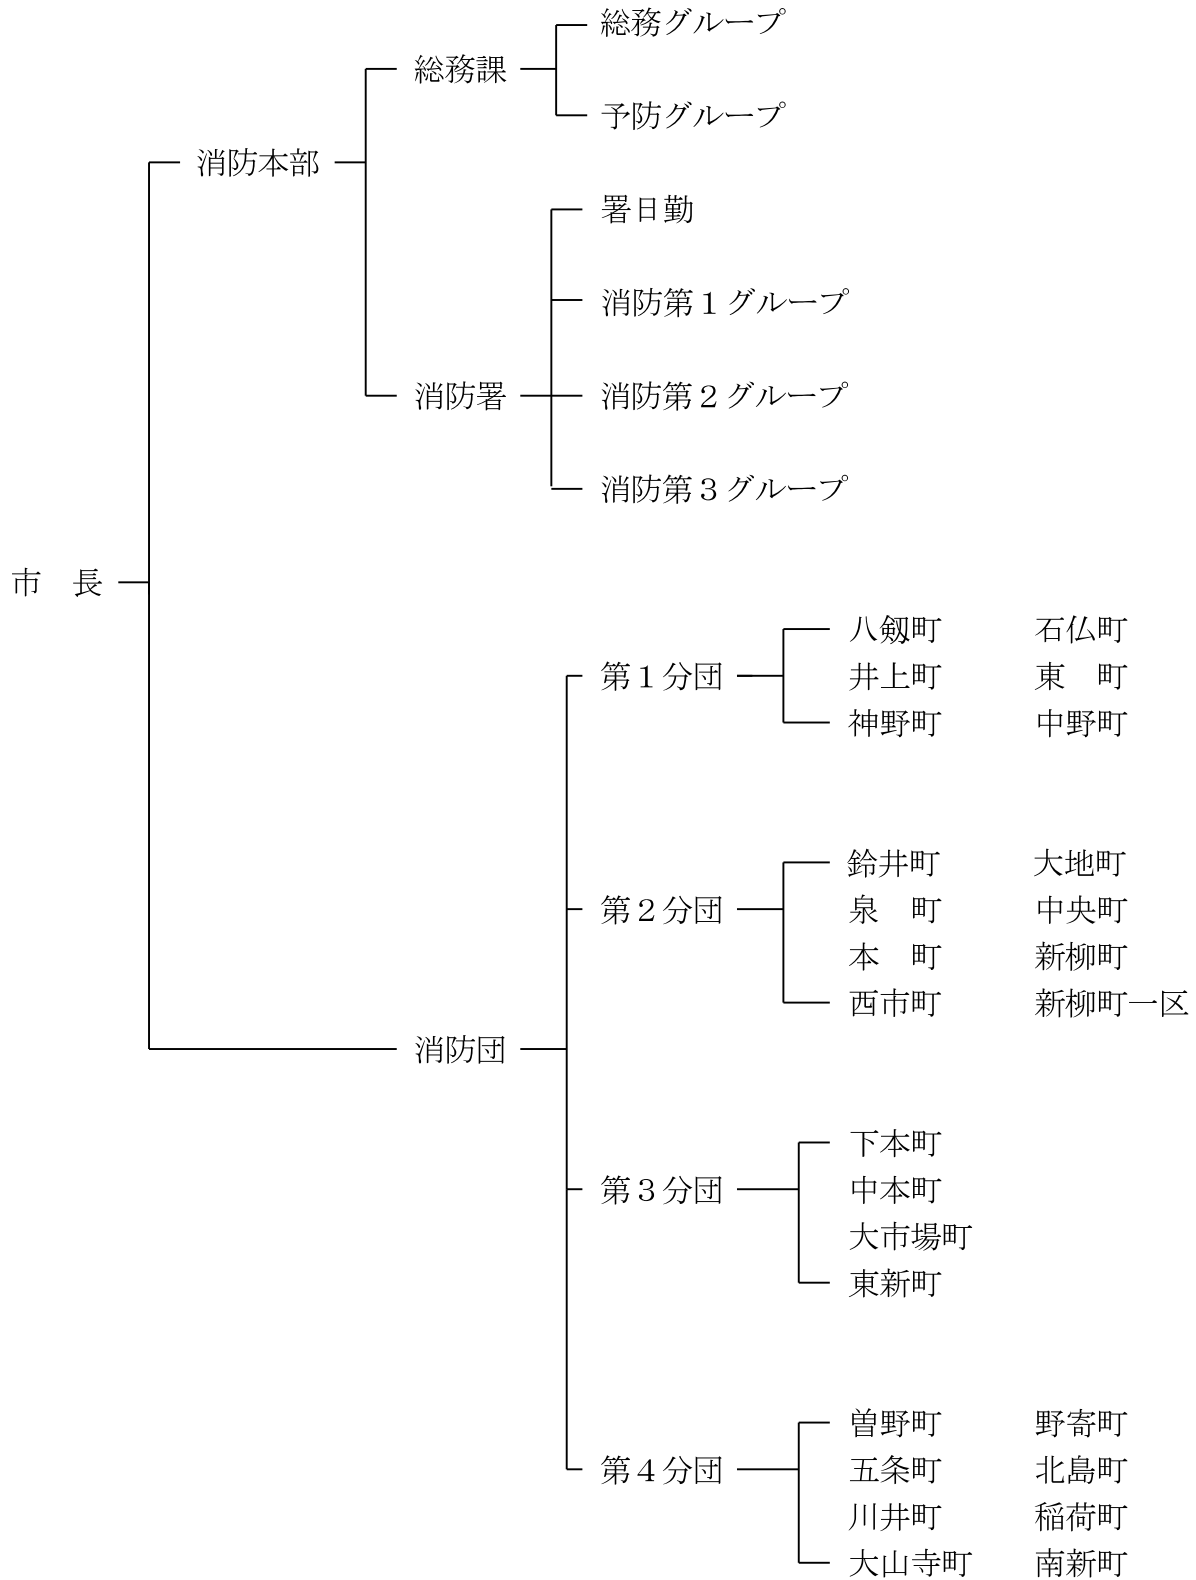 総務グループ
総務課
予防グループ
消防本部
署日勤
消防第１グループ
消防署
消防第２グループ
消防第３グループ
市　長
八剱町　石仏町
第１分団
井上町　東　町
神野町　中野町
鈴井町　大地町
第２分団
泉　町　中央町
本　町　新柳町
西市町　新柳町一区
消防団
下本町
第３分団
中本町
大市場町
東新町
曽野町　野寄町
第４分団
五条町　北島町
川井町　稲荷町
大山寺町　南新町